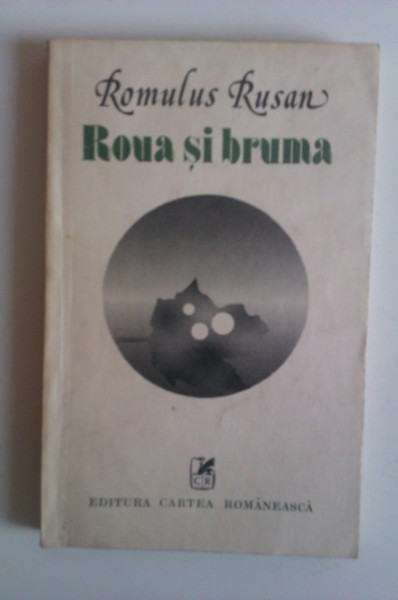 Romulus Rusan
Roua și bruma
CR
EDITURA CARTEA ROMÂNEASCĂ